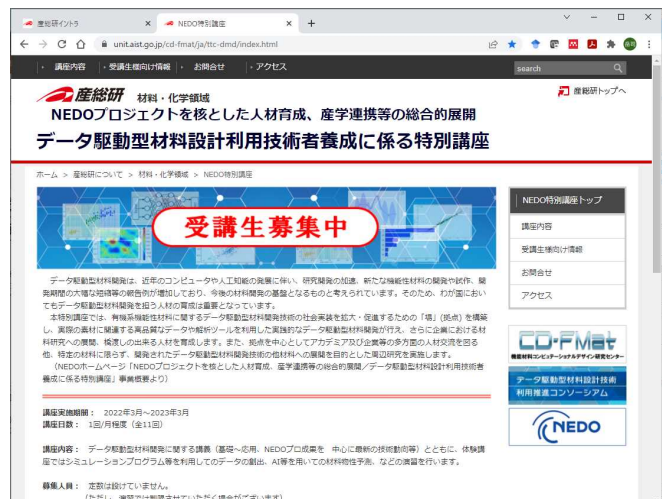 産総研イントラ
NEDO特別講座
unit.aist.go.jp/cd-fmat/ja/ttc-dmd/index.html
講座内容 ・受講生様向け情報 ・ お問合せ ・アクセス
search
産総研 材料・化学領域
産総研トップへ
NEDOプロジェクトを核とした人材育成、産学連携等の総合的展開
データ駆動型材料設計利用技術者養成に係る特別講座
ホーム > 産総研について > 材料・化学領域 > NEDO特別講座
受講生募集中
NEDO特別講座トップ
講座内容
受講生様向け情報
お問合せ
アクセス
CD-FMat
機能材料コンピュテーショナルデザイン研究センター
データ駆動型材料設計技術
利用推進コンソーシアム
NEDO
データ駆動型材料開発は、近年のコンピュータや人工知能の発展に伴い、研究開発の加速、新たな機能性材料の開発や試作、開
発期間の大幅な短縮等の報告例が増加しており、今後の材料開発の基盤となるものと考えられています。そのため、わが国におい
てもデータ駆動型材料開発を担う人材の育成は重要となっています。
本特別講座では、有機系機能性材料に関するデータ駆動型材料技術の社会実装を拡大・促進するための「場」(拠点)を構築
し、実際の素材に関連する高品質なデータや解析ツールを利用した実践的なデータ駆動型材料開発が行え、さらに企業における材
料研究への展開、橋渡しの出来る人材を育成します。また、拠点を中心としてアカデミア及び企業等の多方面の人材交流を図る
他、特定の材料に限らず、開発されたデータ駆動型材料技術の他材料への展開を目的とした周辺研究を実施します。
(NEDOホームページ「NEDOプロジェクトを核とした人材育成、産学連携等の総合的展開／データ駆動型材料設計利用技術者
養成に係る特別講座」事業概要より)
講座実施期間： 2022年3月～2023年3月
講座日数： 1回/月程度（全11回）
講座内容： データ駆動型材料開発に関する講義（基礎～応用、NEDOプロ成果を 中心に最新の技術動向等）とともに、体験講
座ではシミュレーションプログラム等を利用してのデータの創出、AI等を用いての材料物性予測、などの演習を行います。
募集人員： 定数は設けていません。
(ただし、演習では制限させていただく場合がございます)